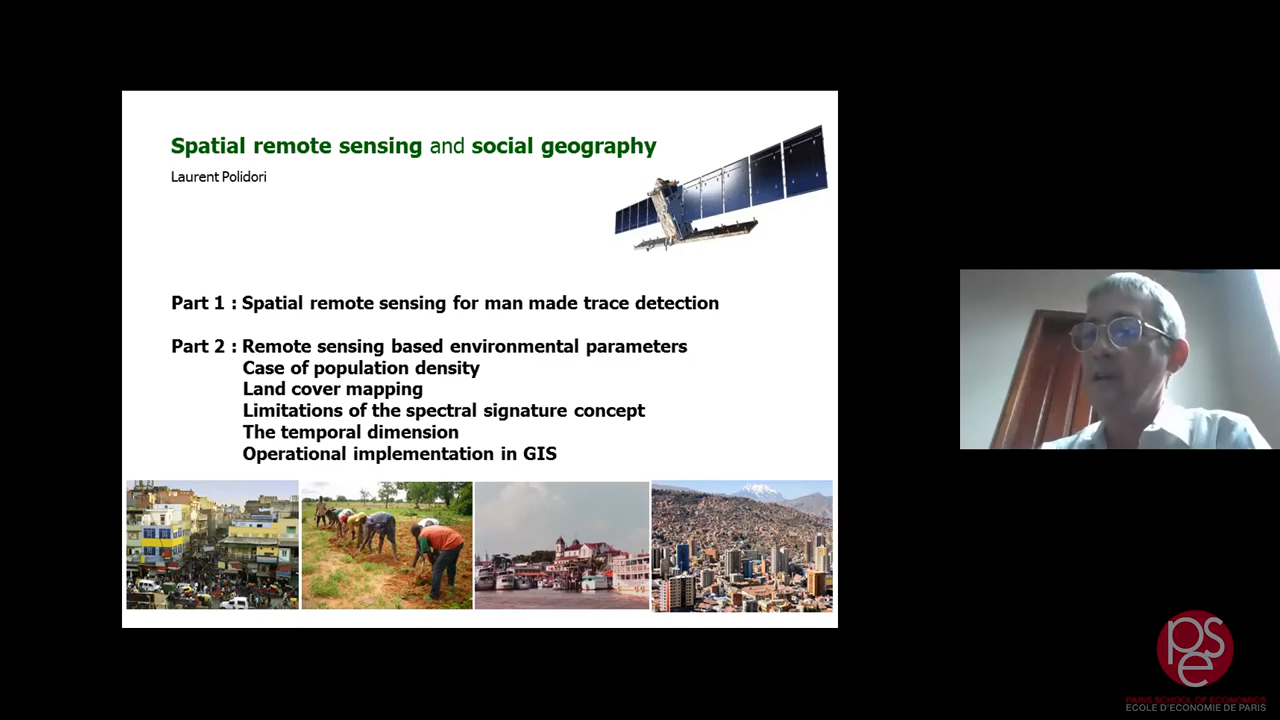 Spatial remote sensing and social geography
Laurent Polidori
Part 1 : Spatial remote sensing for man made trace detection
Part 2 : Remote sensing based environmental parameters
Case of population density
Land cover mapping
Limitations of the spectral signature concept
The temporal dimension
Operational implementation in GIS
pse
PARIS SCHOOL OF ECONOMICS
ECOLE D'ECONOMIE DE PARIS